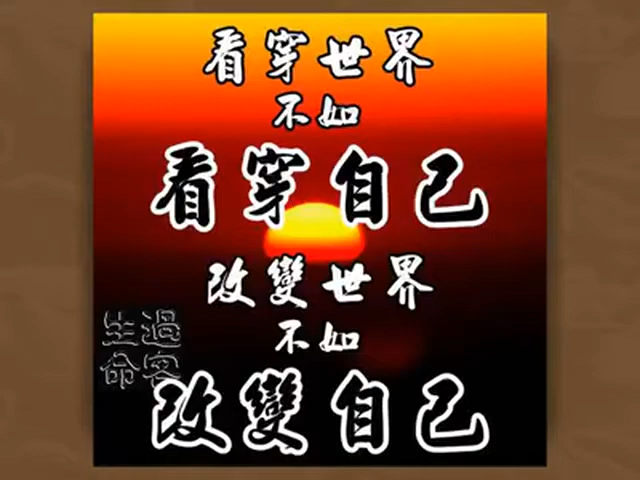 看穿世界
不如
看穿自己
改變世界
不如
改變自己
生過
命客